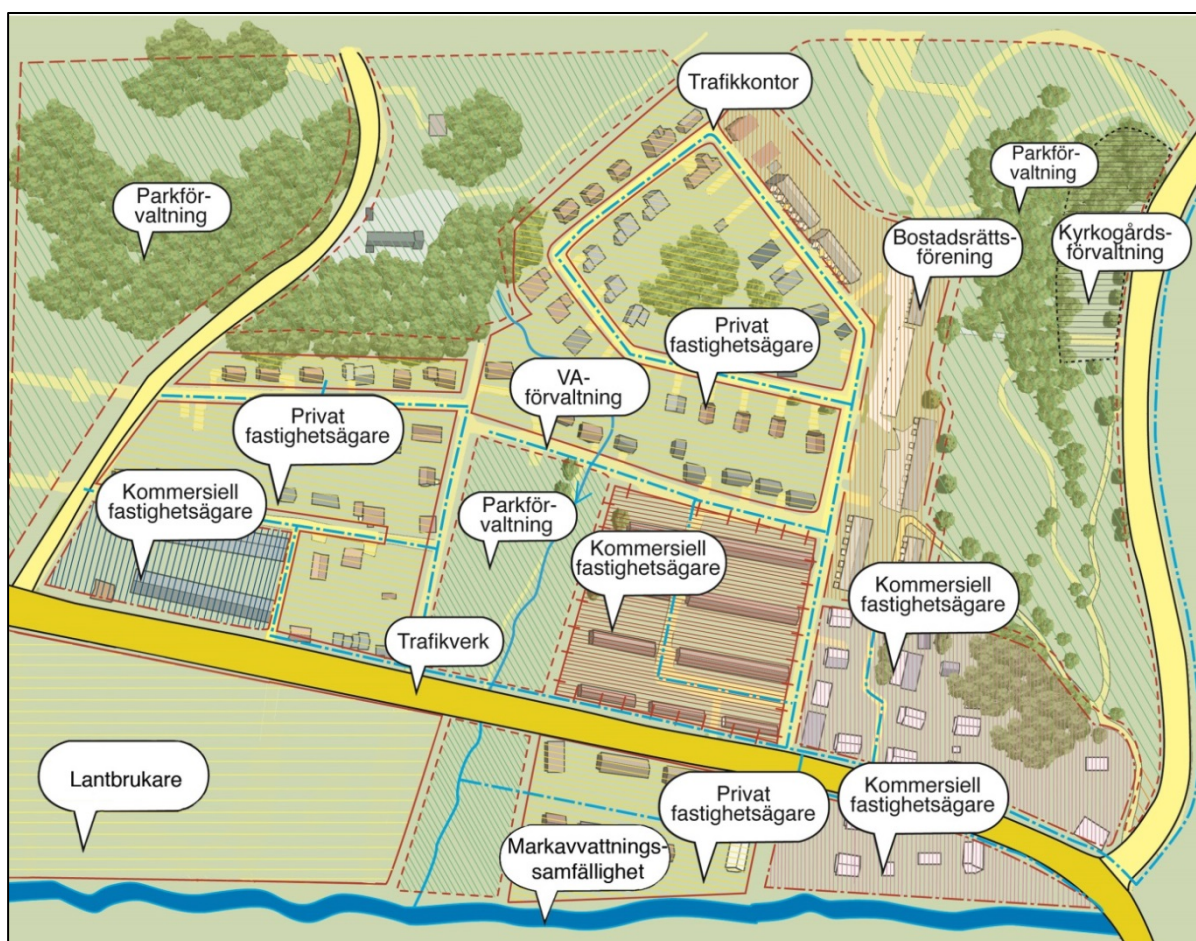 Trafikkontor
Parkför-
valtning
Parkför-
valtning
Bostadsrätts-
förening
Kyrkogårds-
förvaltning
Privat
fastighetsägare
VA-
förvaltning
Privat
fastighetsägare
Kommersiell
fastighetsägare
Parkför-
valtning
Kommersiell
fastighetsägare
Kommersiell
fastighetsägare
Trafikverk
Lantbrukare
Privat
fastighetsägare
Kommersiell
fastighetsägare
Markavvattnings-
samfällighet